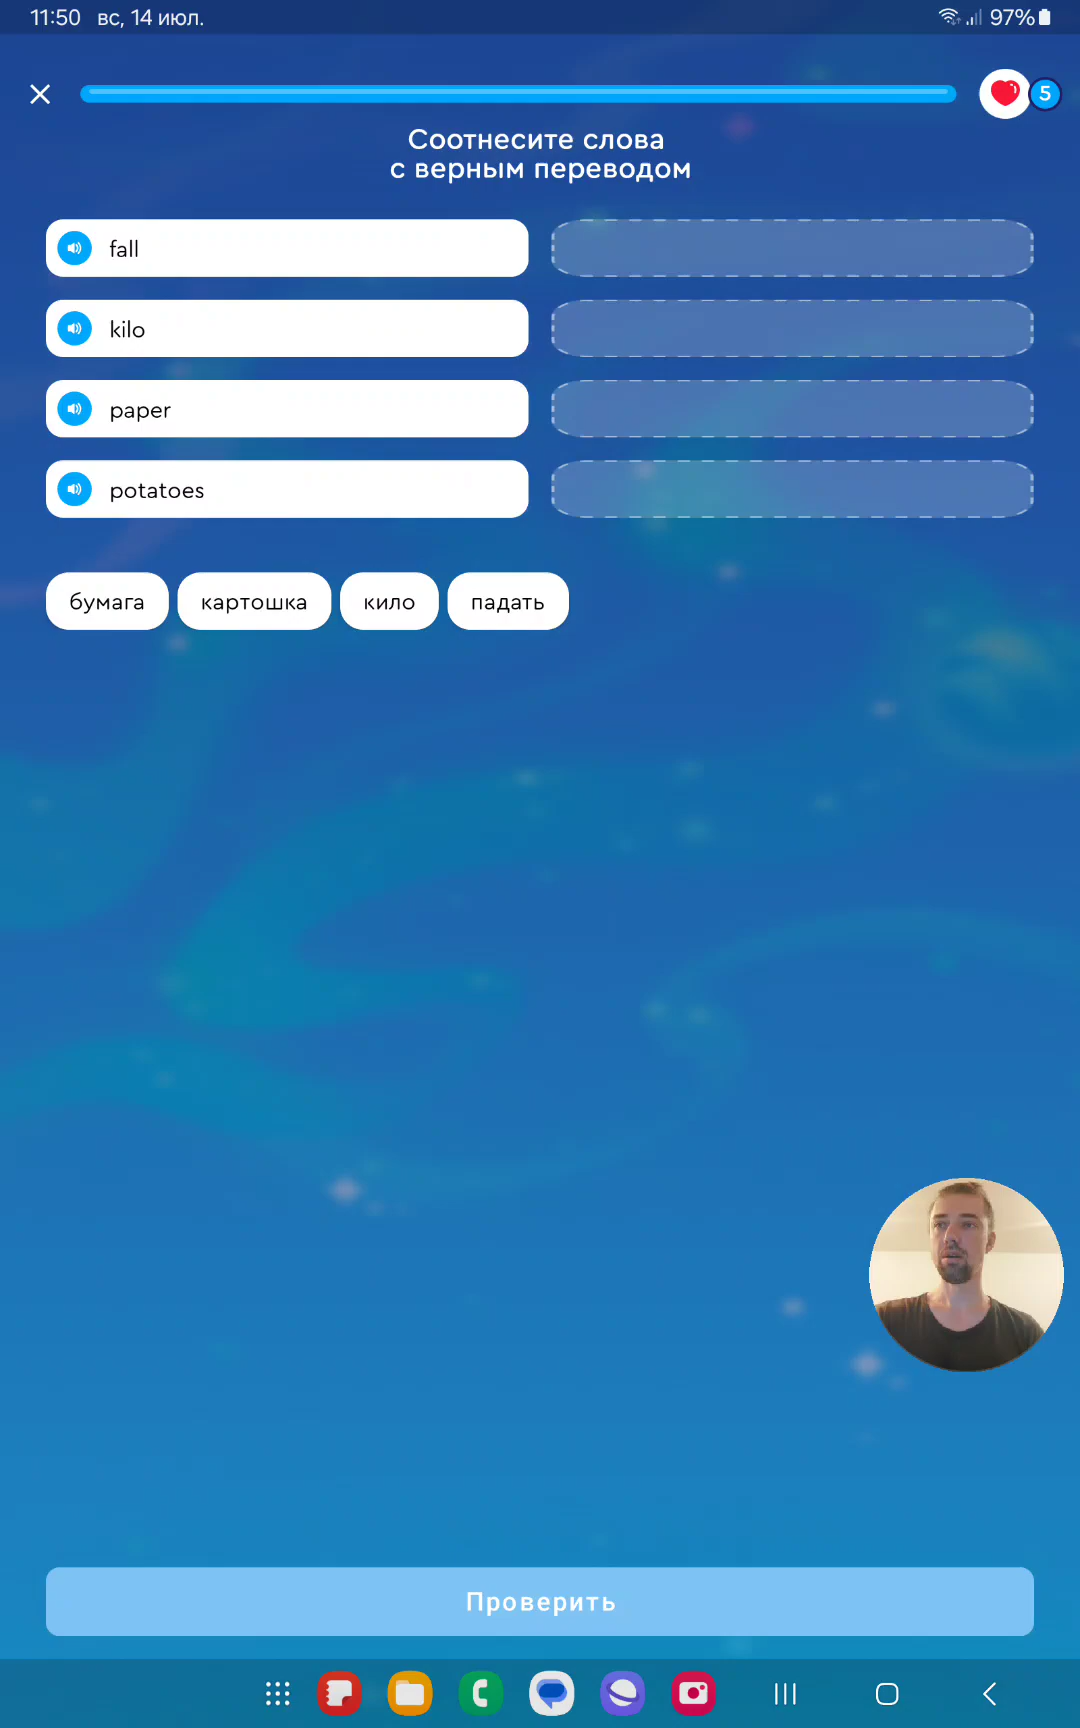 11:50 вс, 14 июл.
97%
5
Соотнесите слова
с верным переводом
fall
kilo
paper
potatoes
бумага картошка кило падать
Проверить